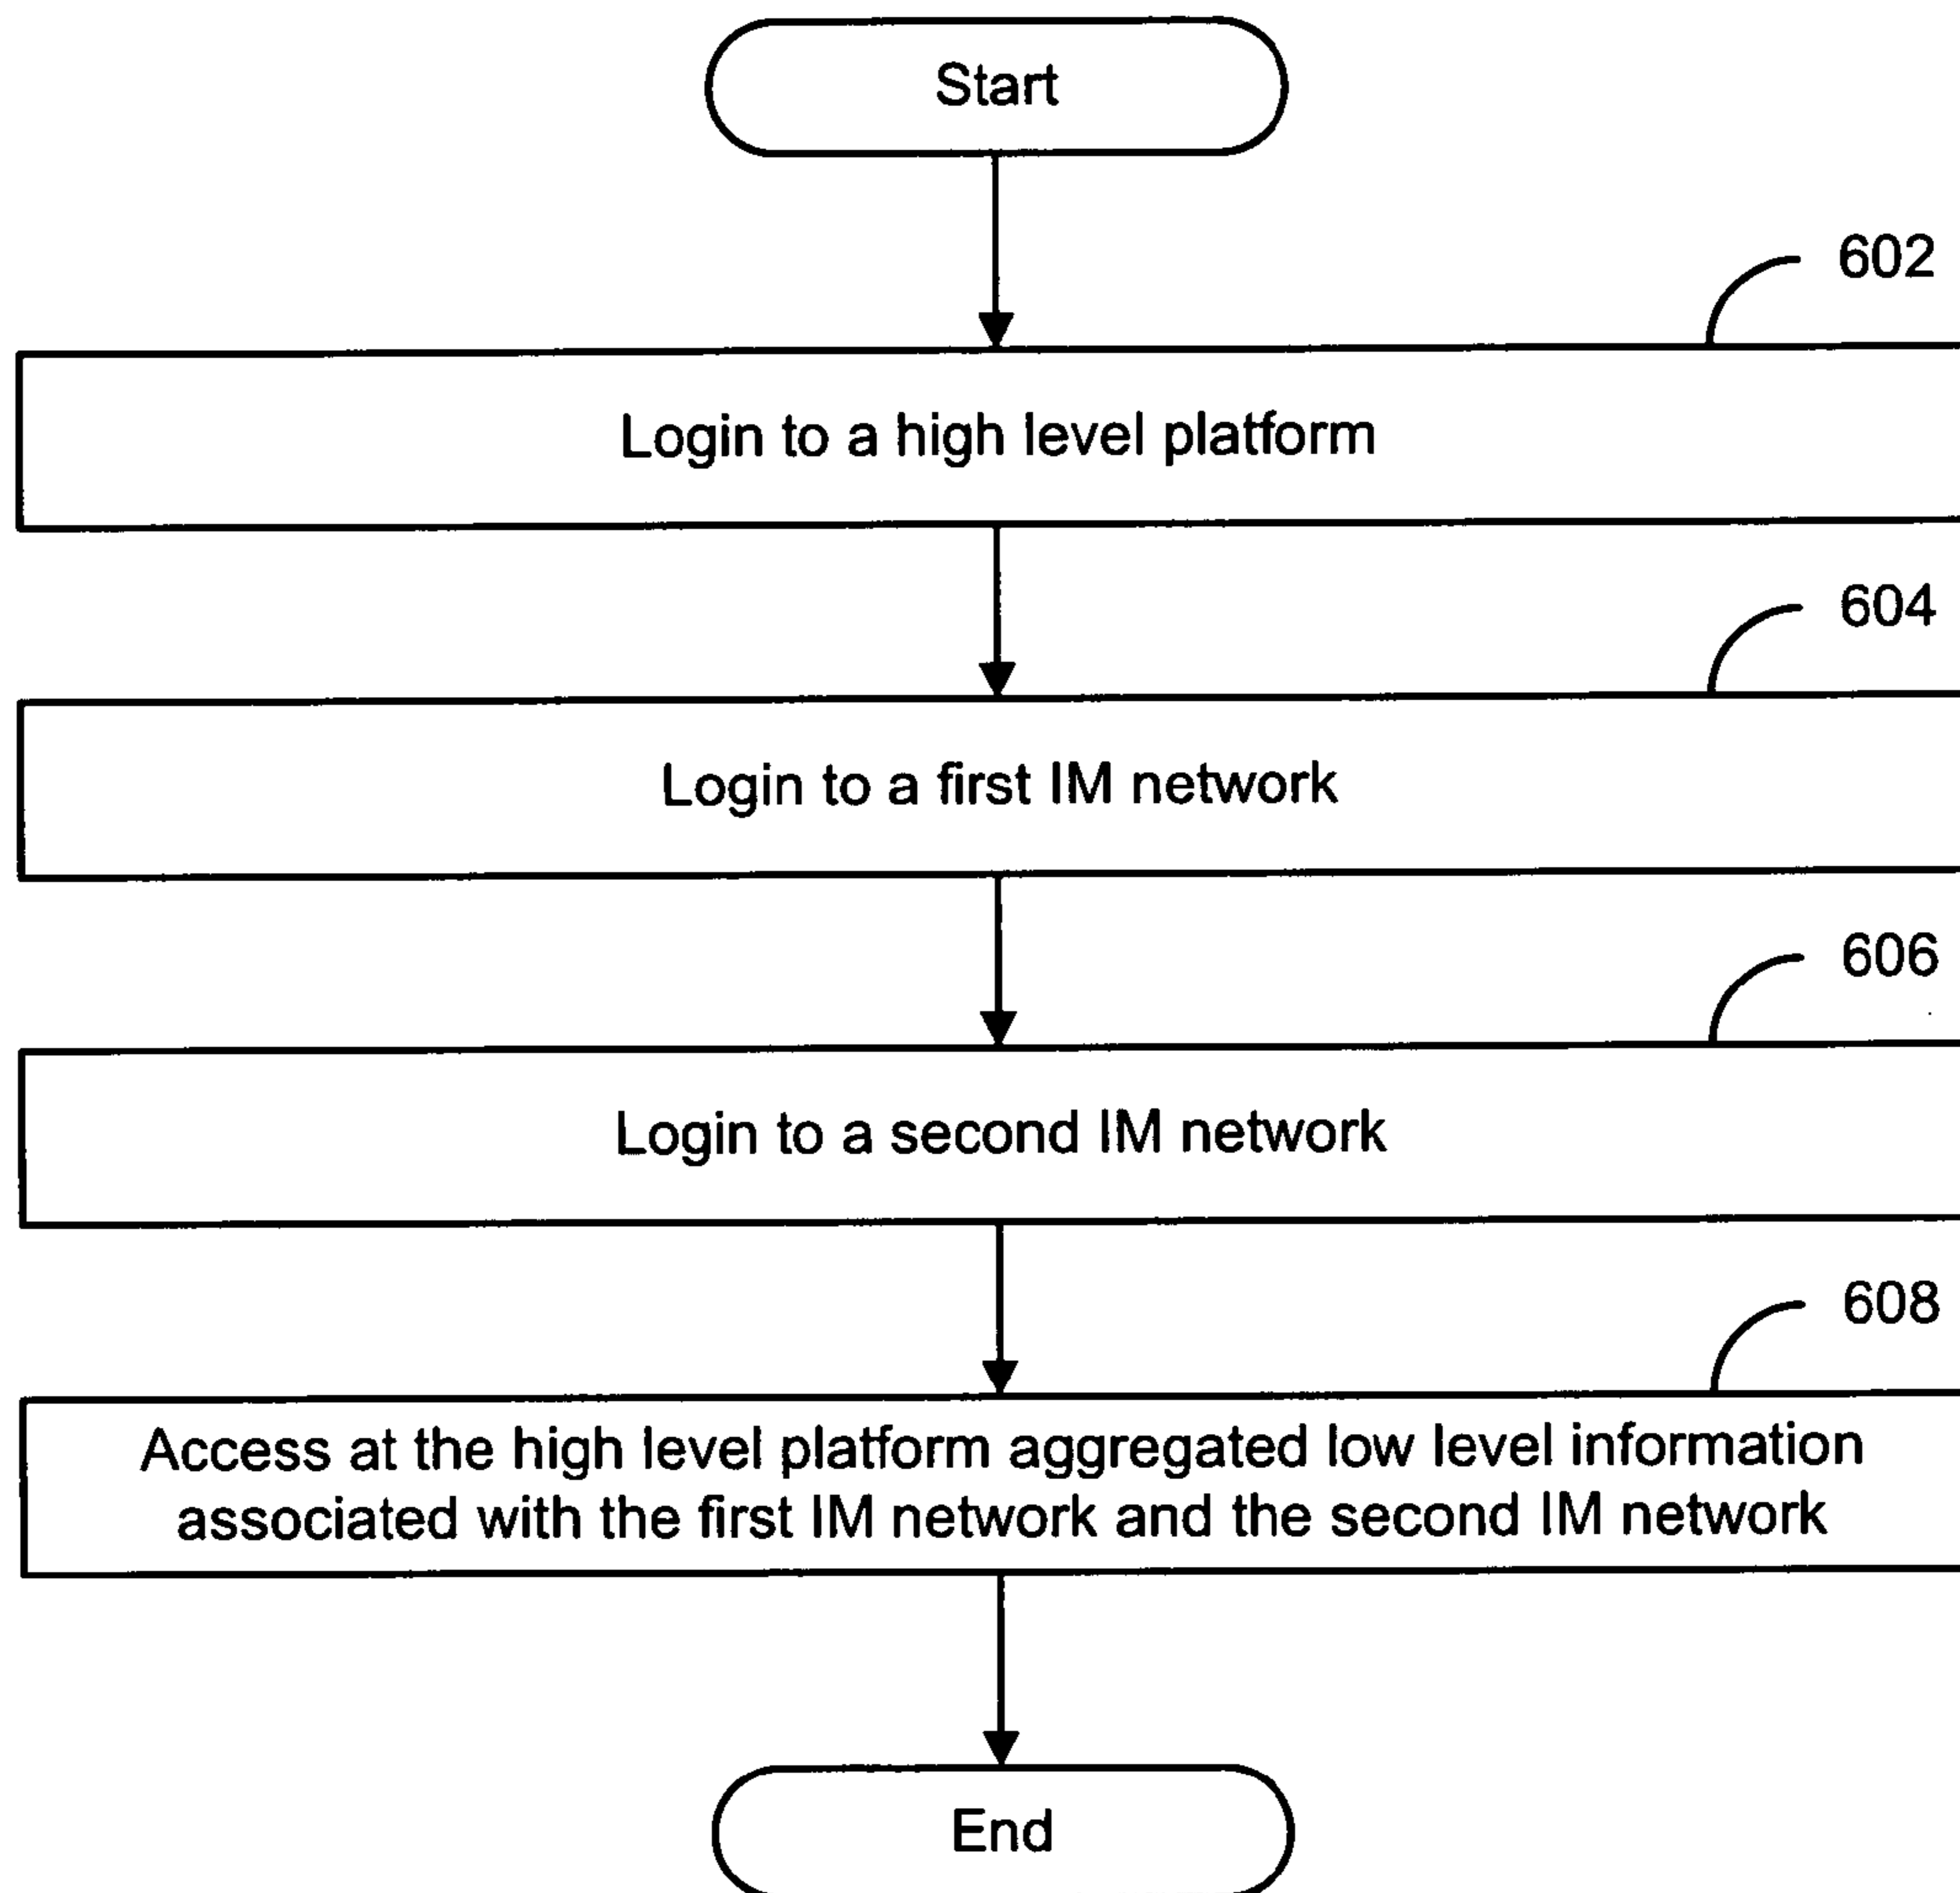 Start
602
Login to a high level platform
604
Login to a first IM network
606
Login to a second IM network
608
Access at the high level platform aggregated low level information
associated with the first IM network and the second IM network
End